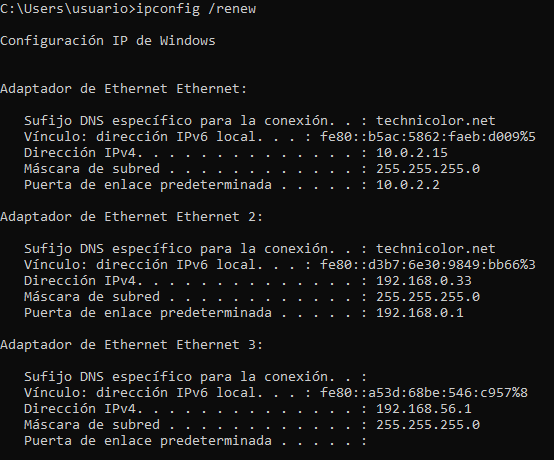 C:\Users\usuario>ipconfig /renew
Configuración IP de Windows
Adaptador de Ethernet Ethernet:
Sufijo DNS específico para la conexión. . : technicolor.net
Vínculo: dirección IPv6 local. . . : fe80::b5ac:5862:faeb:d009%5
Dirección IPv4. . . . . . . . . . . . . . : 10.0.2.15
Máscara de subred . . . . . . . . . . . . : 255.255.255.0
Puerta de enlace predeterminada . . . . . : 10.0.2.2
Adaptador de Ethernet Ethernet 2:
Sufijo DNS específico para la conexión. . : technicolor.net
Vínculo: dirección IPv6 local. . . : fe80::d3b7:6e30:9849:bb66%3
Dirección IPv4. . . . . . . . . . . . . . : 192.168.0.33
Máscara de subred . . . . . . . . . . . . : 255.255.255.0
Puerta de enlace predeterminada . . . . . : 192.168.0.1
Adaptador de Ethernet Ethernet 3:
Sufijo DNS específico para la conexión. . :
Vínculo: dirección IPv6 local. . . : fe80::a53d:68be:546:c957%8
Dirección IPv4. . . . . . . . . . . . . . : 192.168.56.1
Máscara de subred . . . . . . . . . . . . : 255.255.255.0
Puerta de enlace predeterminada . . . . . :